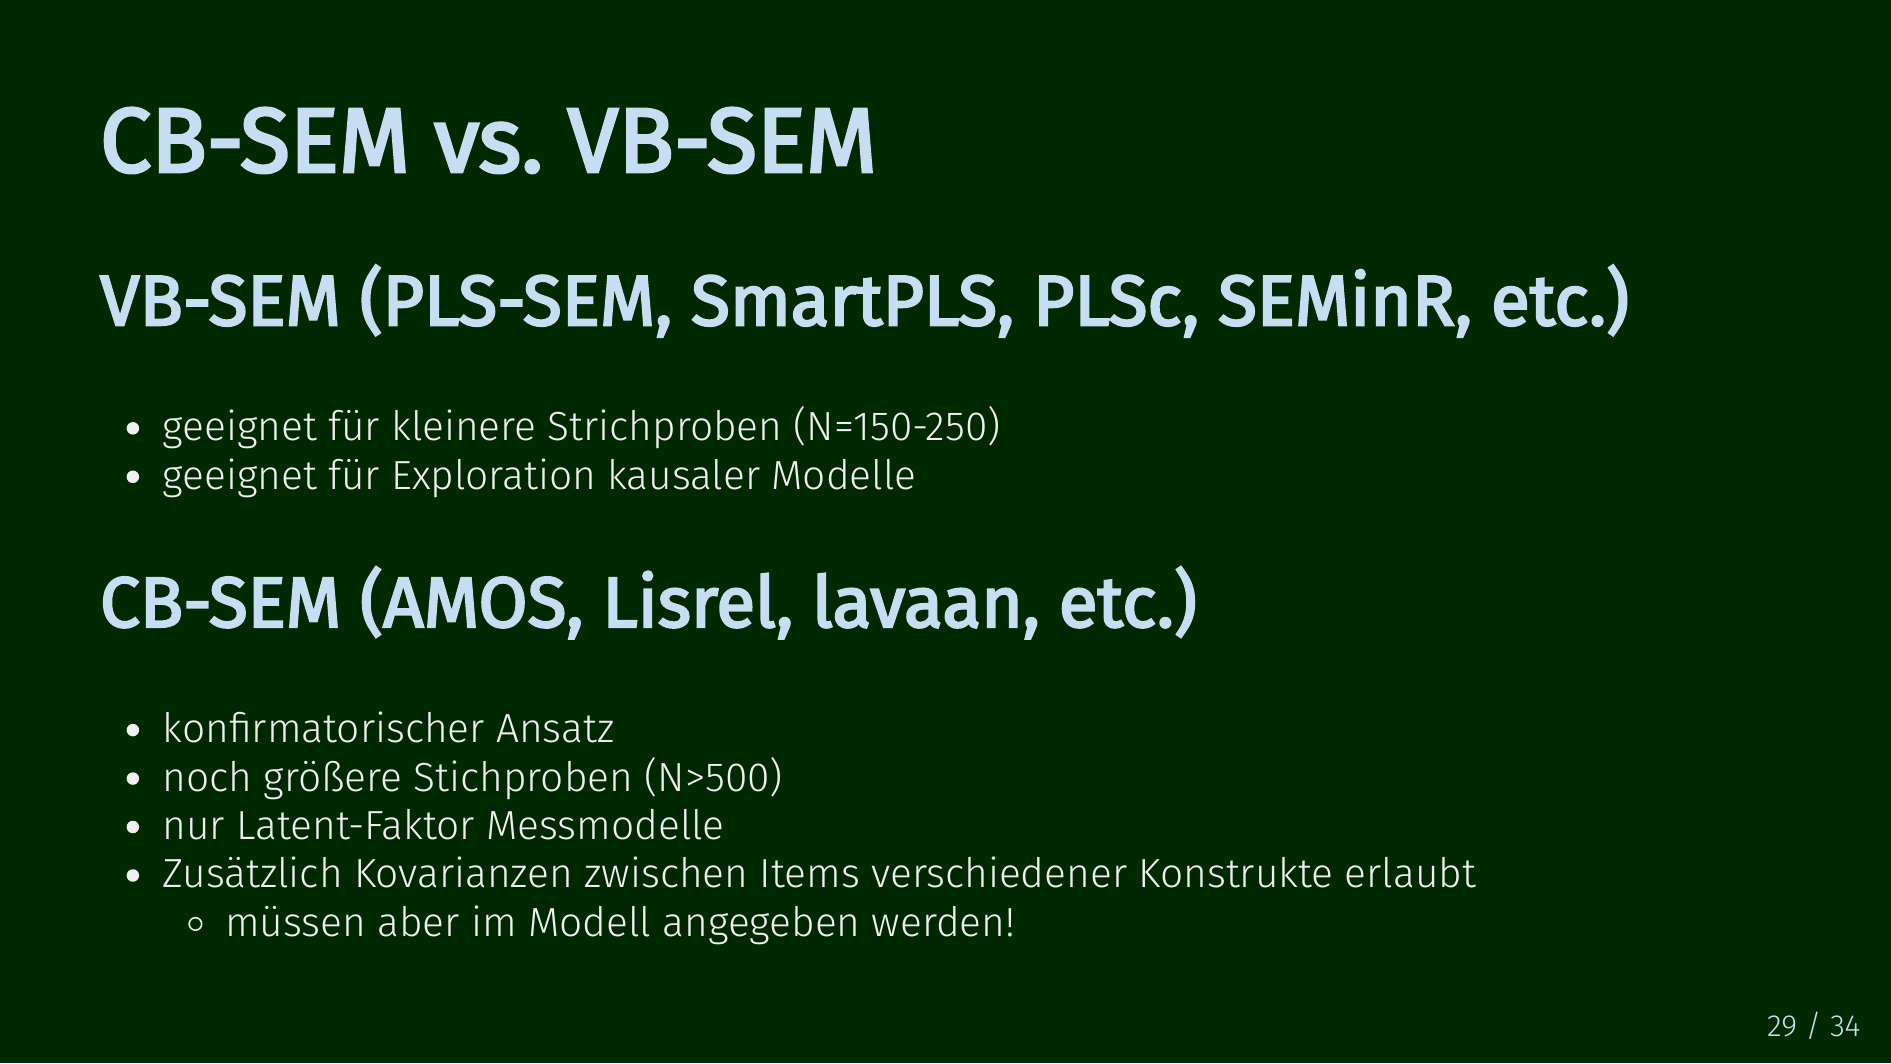 CB-SEM vs. VB-SEM
VB-SEM (PLS-SEM, SmartPLS, PLSc, SEMinR, etc.)
• geeignet für kleinere Strichproben (N=150-250)
• geeignet für Exploration kausaler Modelle
CB-SEM (AMOS, Lisrel, lavaan, etc.)
• konfirmatorischer Ansatz
• noch größere Stichproben (N>500)
• nur Latent-Faktor Messmodelle
• Zusätzlich Kovarianzen zwischen Items verschiedener Konstrukte erlaubt
◦ müssen aber im Modell angegeben werden!
29 / 34